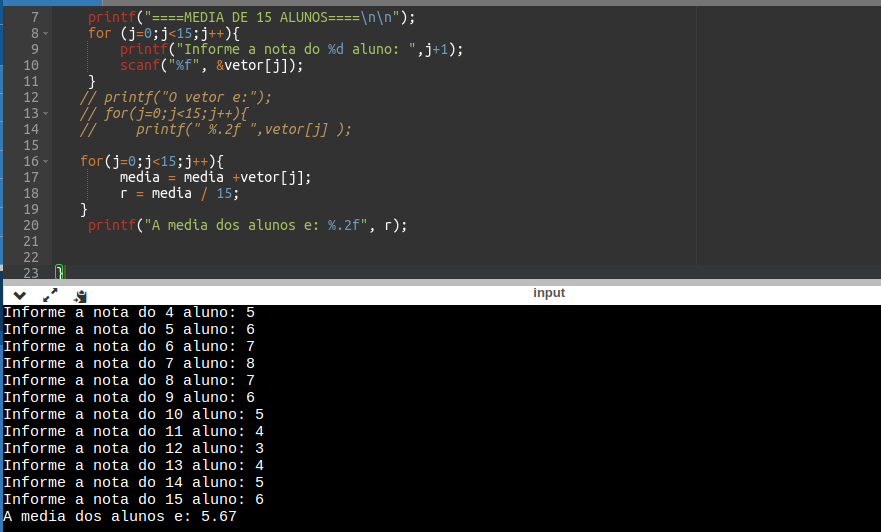 7 printf("====MEDIA DE 15 ALUNOS====\n\n");
8 for (j=0;j<15;j++){
9 printf("Informe a nota do %d aluno: ",j+1);
10 scanf("%f", &vetor[j]);
11 }
12 // printf("O vetor e:");
13 // for(j=0;j<15;j++){
14 // printf(" %.2f ",vetor[j] );
15
16 for(j=0;j<15;j++){
17 media = media +vetor[j];
18 r = media / 15;
19 }
20 printf("A media dos alunos e: %.2f", r);
21
22
23 }
input
Informe a nota do 4 aluno: 5
Informe a nota do 5 aluno: 6
Informe a nota do 6 aluno: 7
Informe a nota do 7 aluno: 8
Informe a nota do 8 aluno: 7
Informe a nota do 9 aluno: 6
Informe a nota do 10 aluno: 5
Informe a nota do 11 aluno: 4
Informe a nota do 12 aluno: 3
Informe a nota do 13 aluno: 4
Informe a nota do 14 aluno: 5
Informe a nota do 15 aluno: 6
A media dos alunos e: 5.67